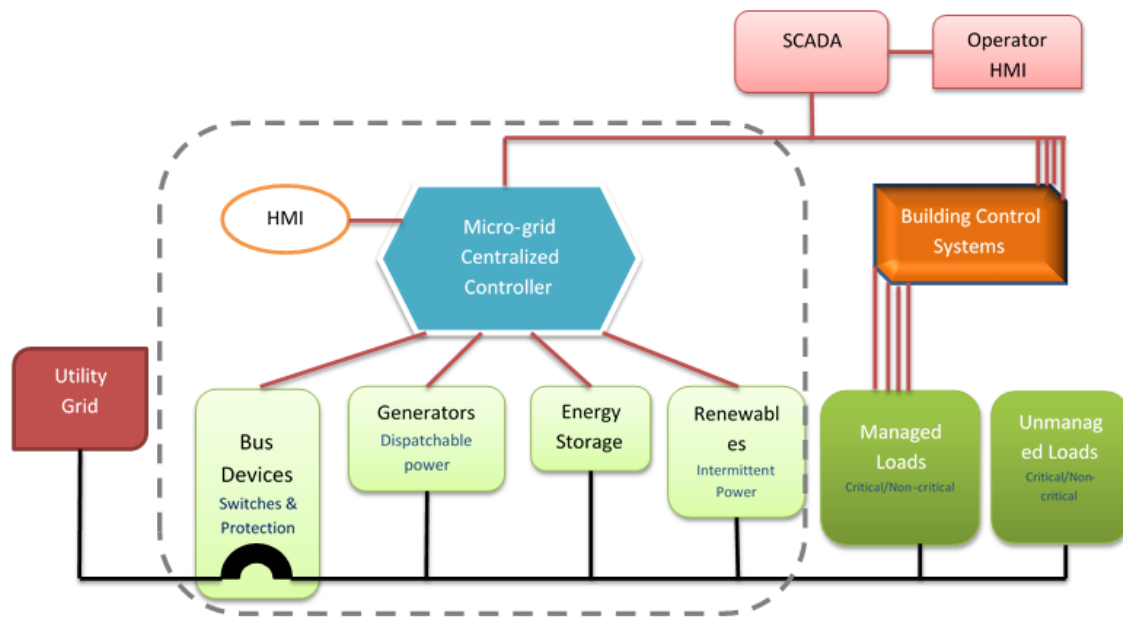 SCADA
Operator
HMI
HMI
Micro-grid
Centralized
Controller
Building Control
Systems
Utility
Grid
Bus
Devices
Switches &
Protection
Generators
Dispatchable
power
Energy
Storage
Renewabl
es
Intermittent
Power
Managed
Loads
Critical/Non-critical
Unmanag
ed Loads
Critical/Non-
critical